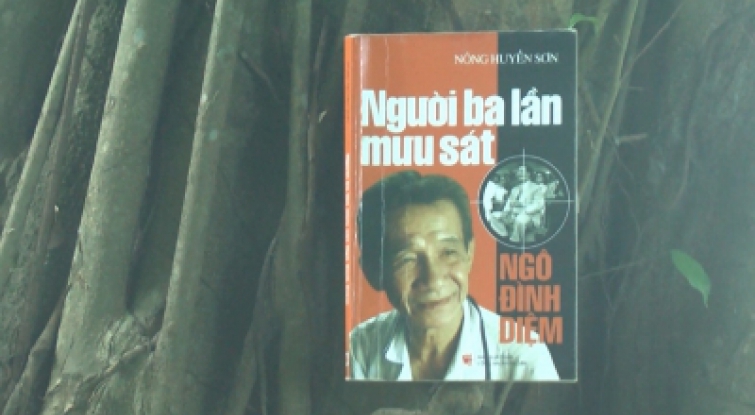 NÔNG HUYỀN SƠN
Người ba lần
mưu sát
NGÔ
ĐÌNH
DIỆM